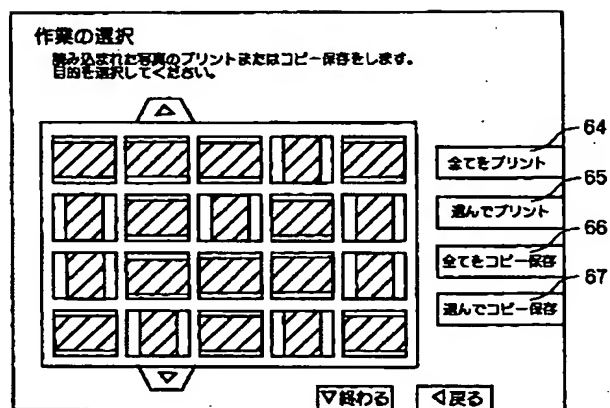 作業の選択
読み込まれた写真のプリントまたはコピー保存をします。
目的を選択してください。
△
64
全てをプリント
65
選んでプリント
66
全てをコピー保存
67
選んでコピー保存
▽
▽終わる
◁戻る